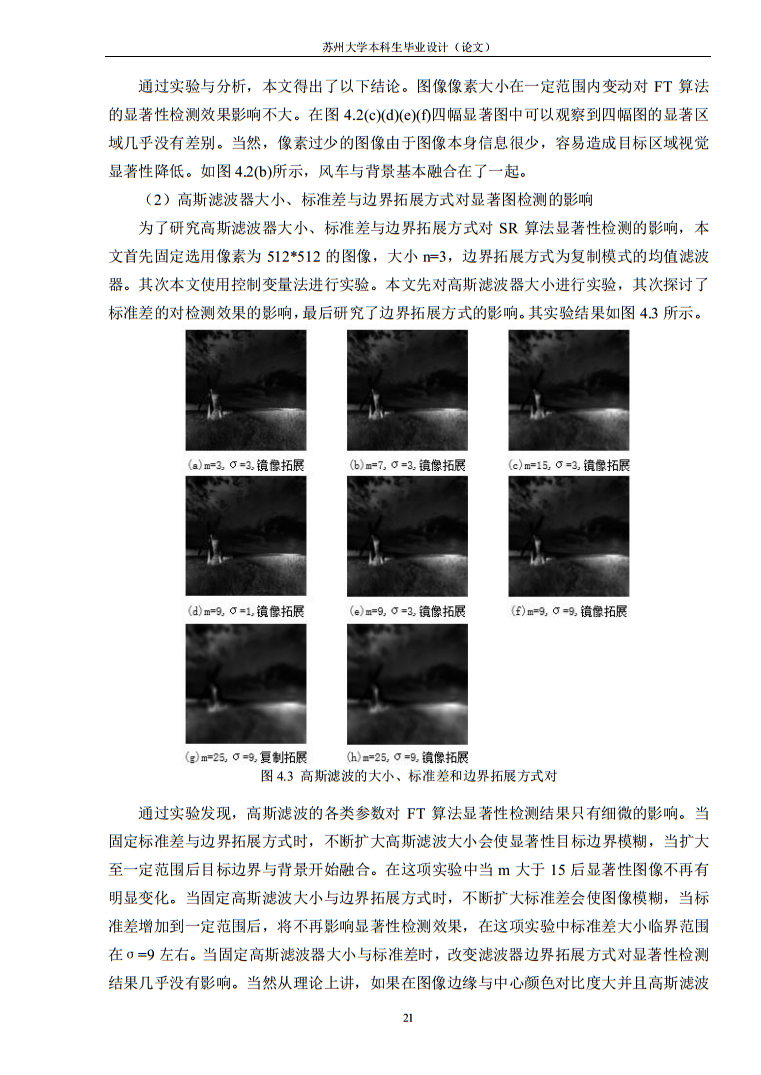 苏州大学本科生毕业设计（论文）
通过实验与分析，本文得出了以下结论。图像像素大小在一定范围内变动对 FT 算法
的显著性检测效果影响不大。在图 4.2(c)(d)(e)(f)四幅显著图中可以观察到四幅图的显著区
域几乎没有差别。当然，像素过少的图像由于图像本身信息很少，容易造成目标区域视觉
显著性降低。如图 4.2(b)所示，风车与背景基本融合在了一起。
（2）高斯滤波器大小、标准差与边界拓展方式对显著图检测的影响
为了研究高斯滤波器大小、标准差与边界拓展方式对 SR 算法显著性检测的影响，本
文首先固定选用像素为 512*512 的图像，大小 n=3，边界拓展方式为复制模式的均值滤波
器。其次本文使用控制变量法进行实验。本文先对高斯滤波器大小进行实验，其次探讨了
标准差的对检测效果的影响，最后研究了边界拓展方式的影响。其实验结果如图 4.3 所示。
(a)m=3,σ=3,镜像拓展 (b)m=7,σ=3,镜像拓展 (c)m=15,σ=3,镜像拓展
(d)m=9,σ=1,镜像拓展 (e)m=9,σ=3,镜像拓展 (f)m=9,σ=9,镜像拓展
(g)m=25,σ=9,复制拓展 (h)m=25,σ=9,镜像拓展
图 4.3 高斯滤波的大小、标准差和边界拓展方式对
通过实验发现，高斯滤波的各类参数对 FT 算法显著性检测结果只有细微的影响。当
固定标准差与边界拓展方式时，不断扩大高斯滤波大小会使显著性目标边界模糊，当扩大
至一定范围后目标边界与背景开始融合。在这项实验中当 m 大于 15 后显著性图像不再有
明显变化。当固定高斯滤波大小与边界拓展方式时，不断扩大标准差会使图像模糊，当标
准差增加到一定范围后，将不再影响显著性检测效果，在这项实验中标准差大小临界范围
在σ=9 左右。当固定高斯滤波器大小与标准差时，改变滤波器边界拓展方式对显著性检测
结果几乎没有影响。当然从理论上讲，如果在图像边缘与中心颜色对比度大并且高斯滤波
21